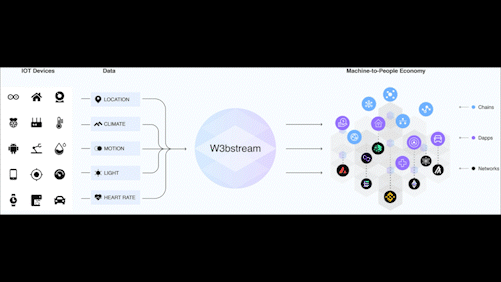 IOT Devices
Data
Machine-to-People Economy
LOCATION
CLIMATE
MOTION
LIGHT
HEART RATE
W3bstream
Chains
Dapps
Networks